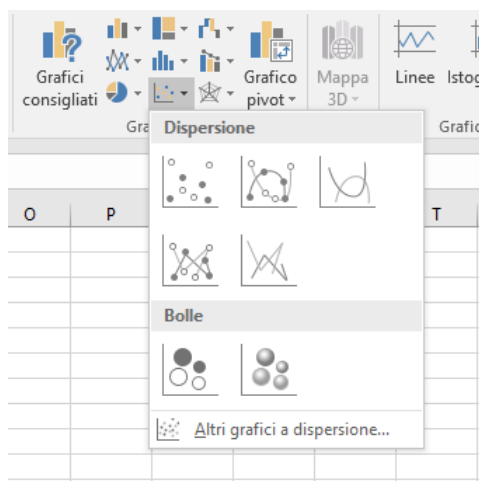 Grafici
consigliati
Grafico
pivot
Mappa
3D
Linee
Istog
Gra
Grafic
Dispersione
O
P
T
Bolle
Altri grafici a dispersione...